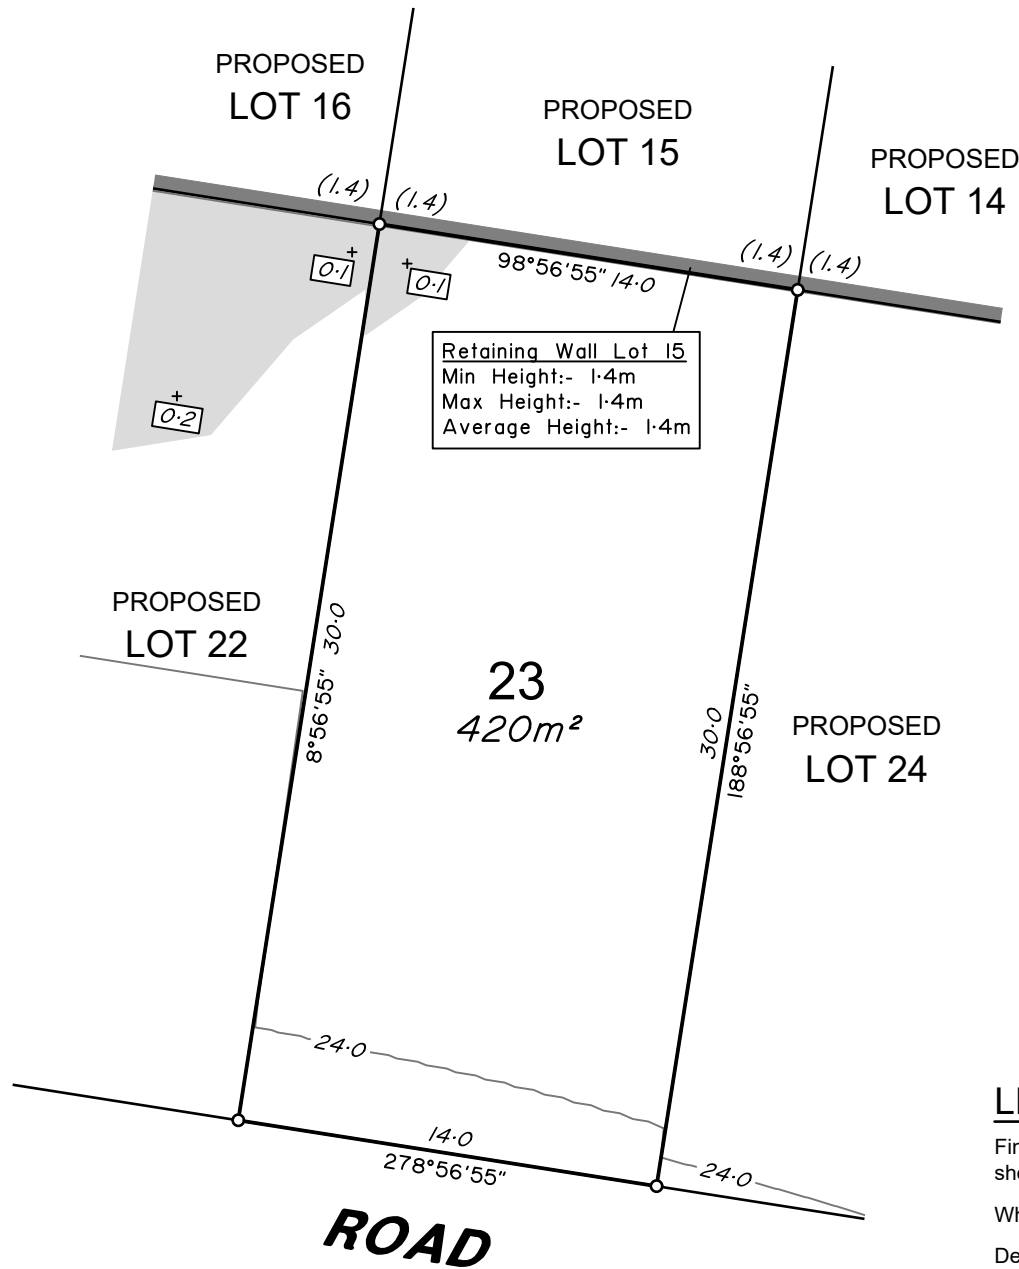 PROPOSED
LOT 16
PROPOSED
LOT 15
PROPOSED
LOT 14
(1.4)
(1.4)
(1.4)
(1.4)
0·1
0·1
98°56'55" 14·0
Retaining Wall Lot 15
Min Height:- 1·4m
Max Height:- 1·4m
Average Height:- 1·4m
0·2
PROPOSED
LOT 22
8°56'55" 30·0
23
420m²
30·0
188°56'55"
PROPOSED
LOT 24
24·0
14·0
278°56'55"
24·0
ROAD